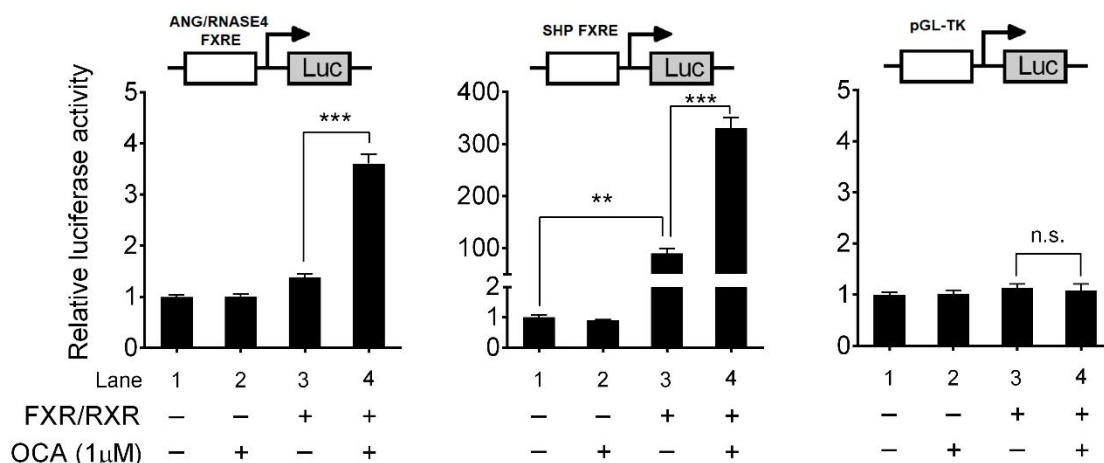 ANG/RNASE4
FXRE
Luc
SHP FXRE
Luc
pGL-TK
Luc
Relative luciferase activity
5
4
3
2
1
0
***
400
300
200
100
2
1
0
**
***
5
4
3
2
1
0
n.s.
Lane 1 2 3 4 1 2 3 4 1 2 3 4
FXR/RXR – – + + – – + + – – + +
OCA (1μM) – + – + – + – + – + – +